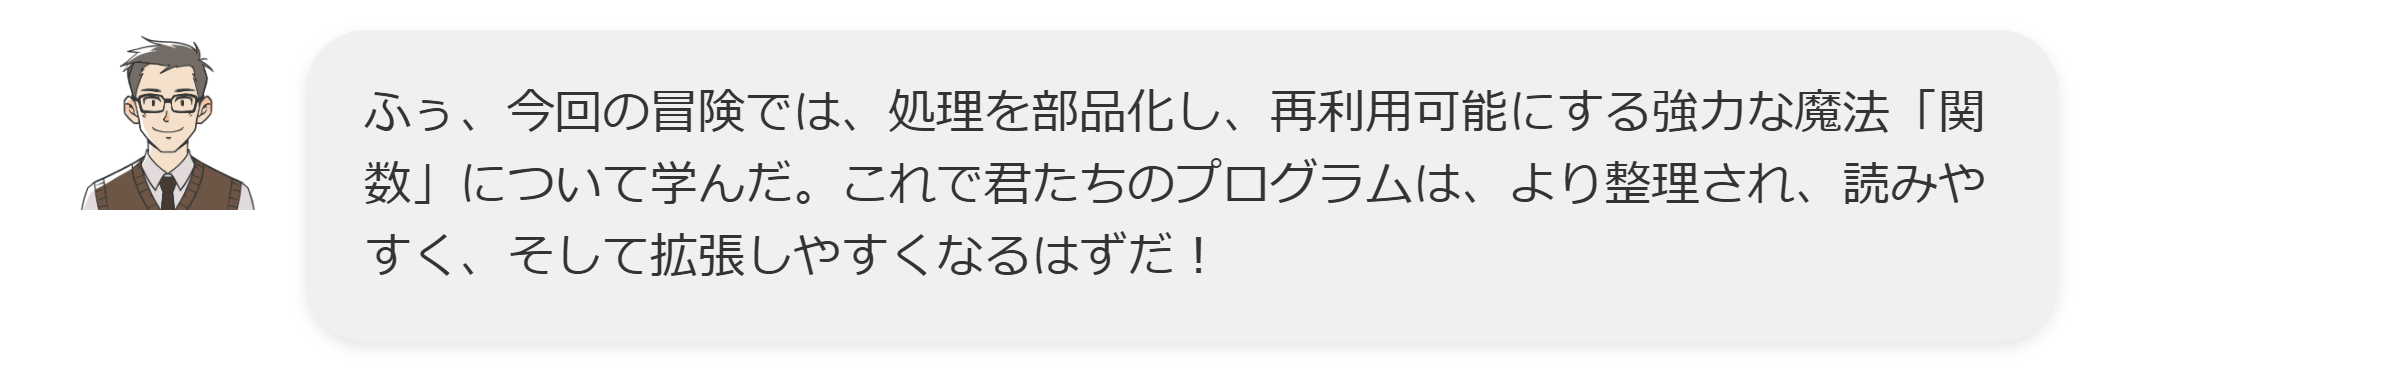 ふぅ、今回の冒険では、処理を部品化し、再利用可能にする強力な魔法「関
数」について学んだ。これで君たちのプログラムは、より整理され、読みや
すく、そして拡張しやすくなるはずだ！